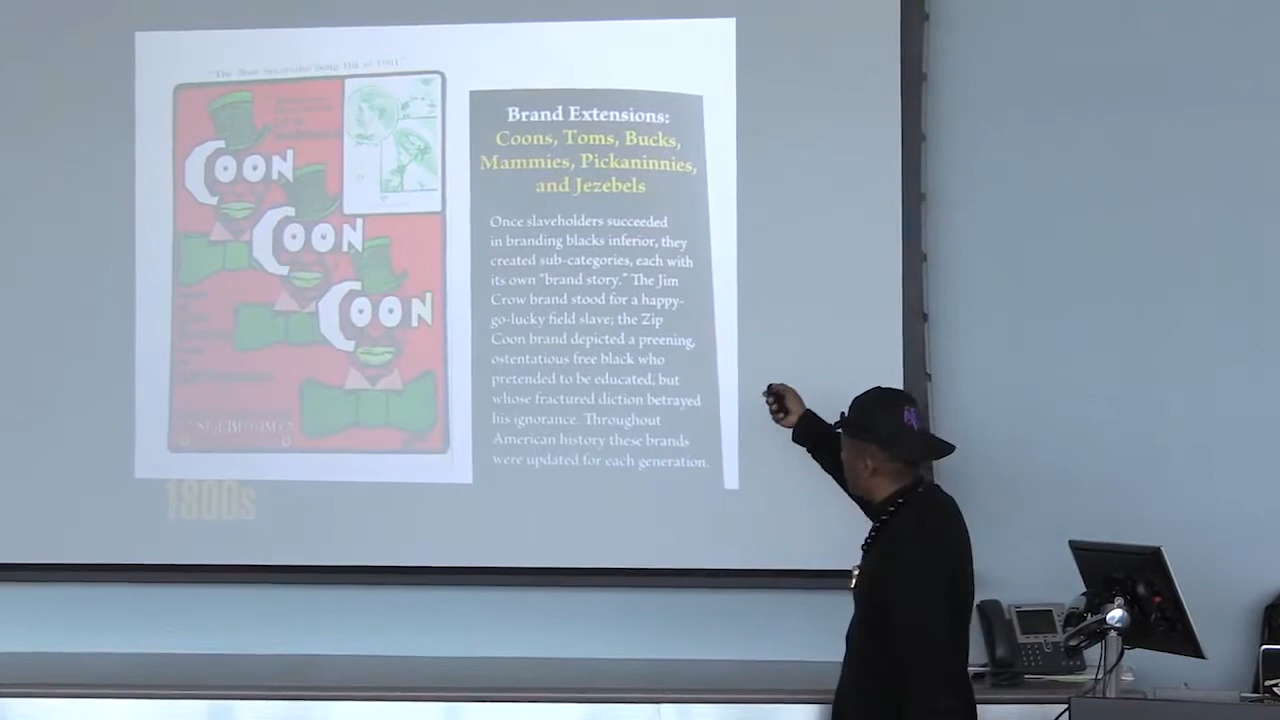 "The Most Successful Song Hit of 1901"
COON
COON
COON
Brand Extensions:
Coons, Toms, Bucks,
Mammies, Pickaninnies,
and Jezebels
Once slaveholders succeeded
in branding blacks inferior, they
created sub-categories, each with
its own "brand story." The Jim
Crow brand stood for a happy-
go-lucky field slave; the Zip
Coon brand depicted a preening,
ostentatious free black who
pretended to be educated, but
whose fractured diction betrayed
his ignorance. Throughout
American history these brands
were updated for each generation.
1800s